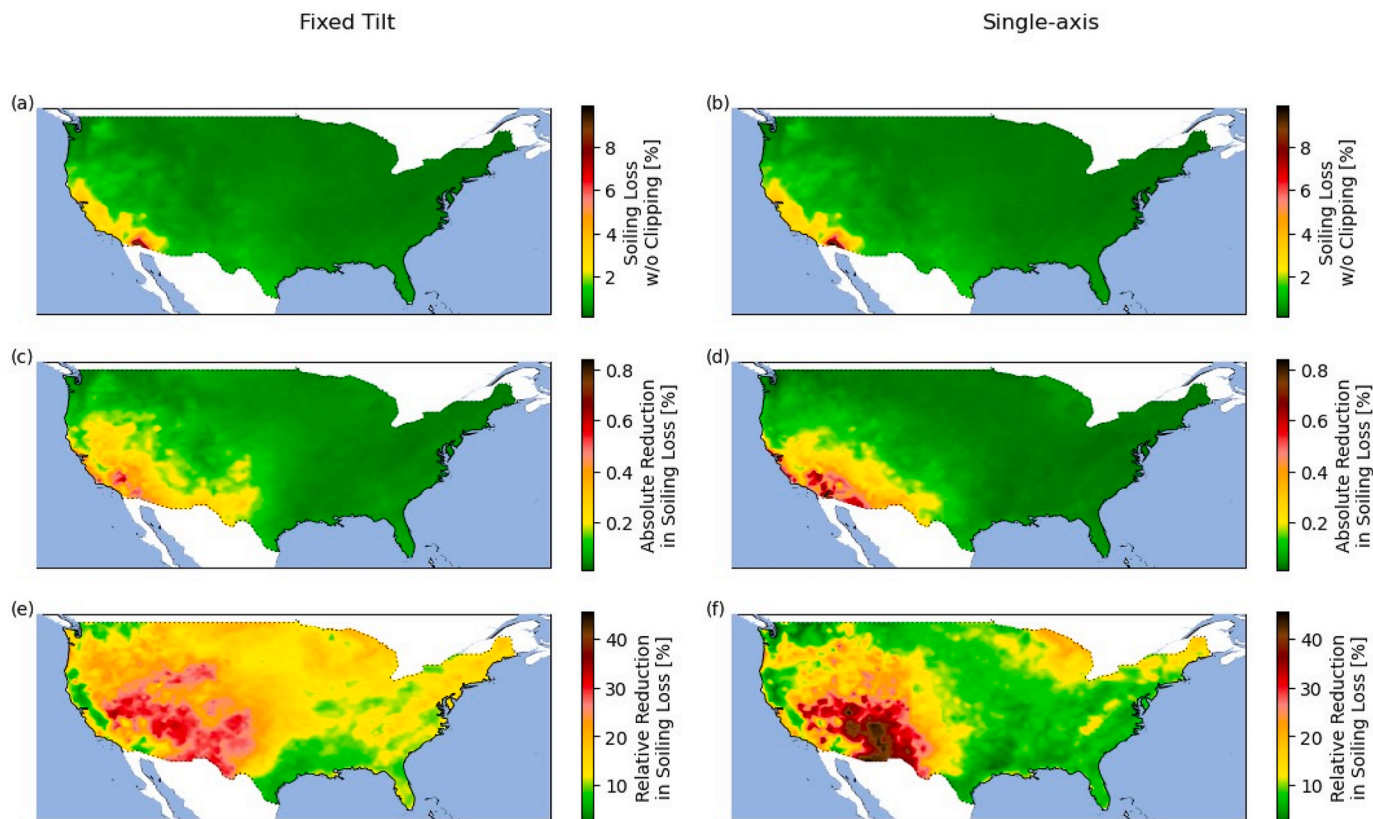 Fixed Tilt
Single-axis
(a)
8
6
4
2
Soiling Loss
w/o Clipping [%]
(b)
8
6
4
2
Soiling Loss
w/o Clipping [%]
(c)
0.8
0.6
0.4
0.2
Absolute Reduction
in Soiling Loss [%]
(d)
0.8
0.6
0.4
0.2
Absolute Reduction
in Soiling Loss [%]
(e)
40
30
20
10
Relative Reduction
in Soiling Loss [%]
(f)
40
30
20
10
Relative Reduction
in Soiling Loss [%]